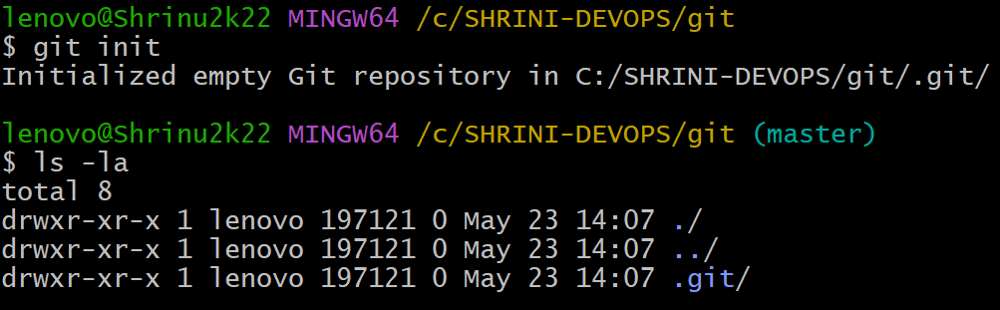 lenovo@Shrinu2k22 MINGW64 /c/SHRINI-DEVOPS/git
$ git init
Initialized empty Git repository in C:/SHRINI-DEVOPS/git/.git/
lenovo@Shrinu2k22 MINGW64 /c/SHRINI-DEVOPS/git (master)
$ ls -la
total 8
drwxr-xr-x 1 lenovo 197121 0 May 23 14:07 ./
drwxr-xr-x 1 lenovo 197121 0 May 23 14:07 ../
drwxr-xr-x 1 lenovo 197121 0 May 23 14:07 .git/